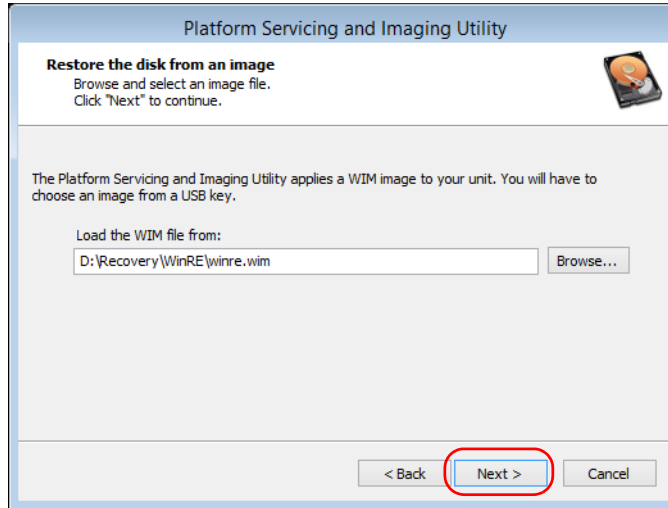 Platform Servicing and Imaging Utility
Restore the disk from an image
Browse and select an image file.
Click "Next" to continue.
The Platform Servicing and Imaging Utility applies a WIM image to your unit. You will have to
choose an image from a USB key.
Load the WIM file from:
D:\Recovery\WinRE\winre.wim
Browse...
< Back
Next >
Cancel